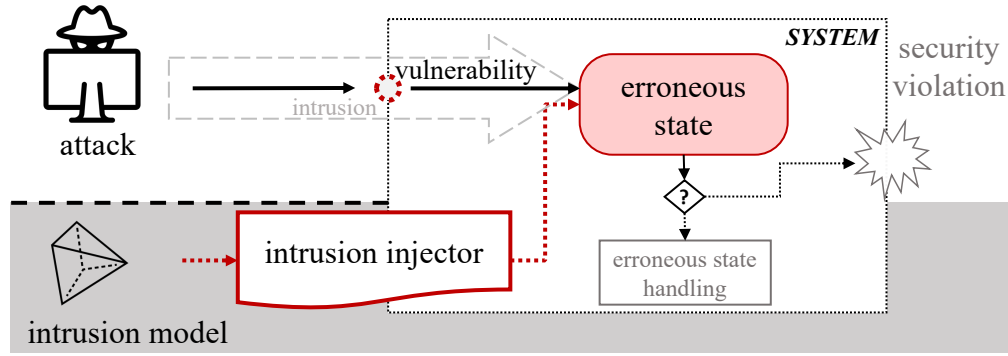 SYSTEM
security
violation
vulnerability
intrusion
erroneous
state
attack
?
intrusion injector
erroneous state
handling
intrusion model